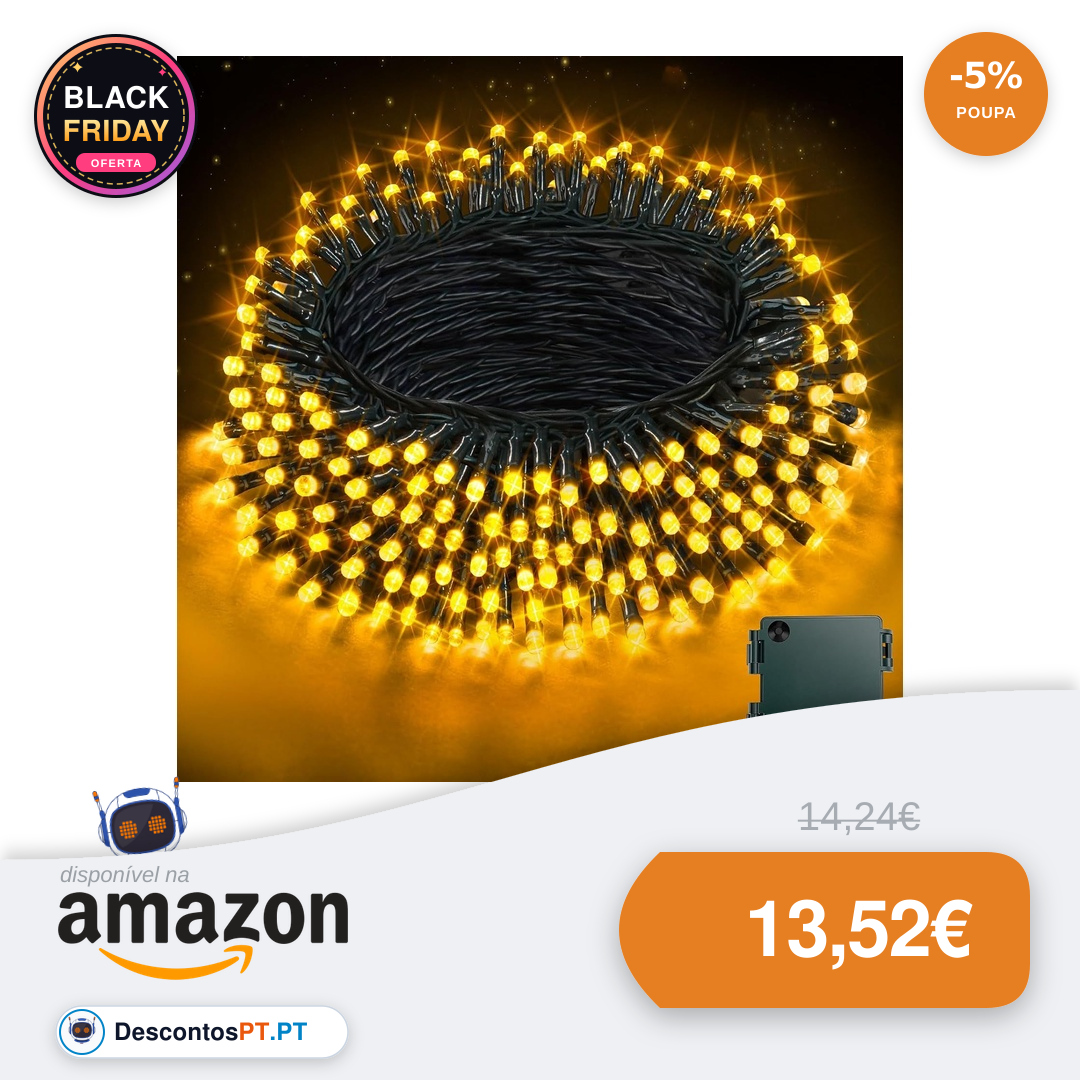 BLACK
FRIDAY
OFERTA
-5%
POUPA
14,24€
13,52€
disponível na
amazon
DescontosPT.PT